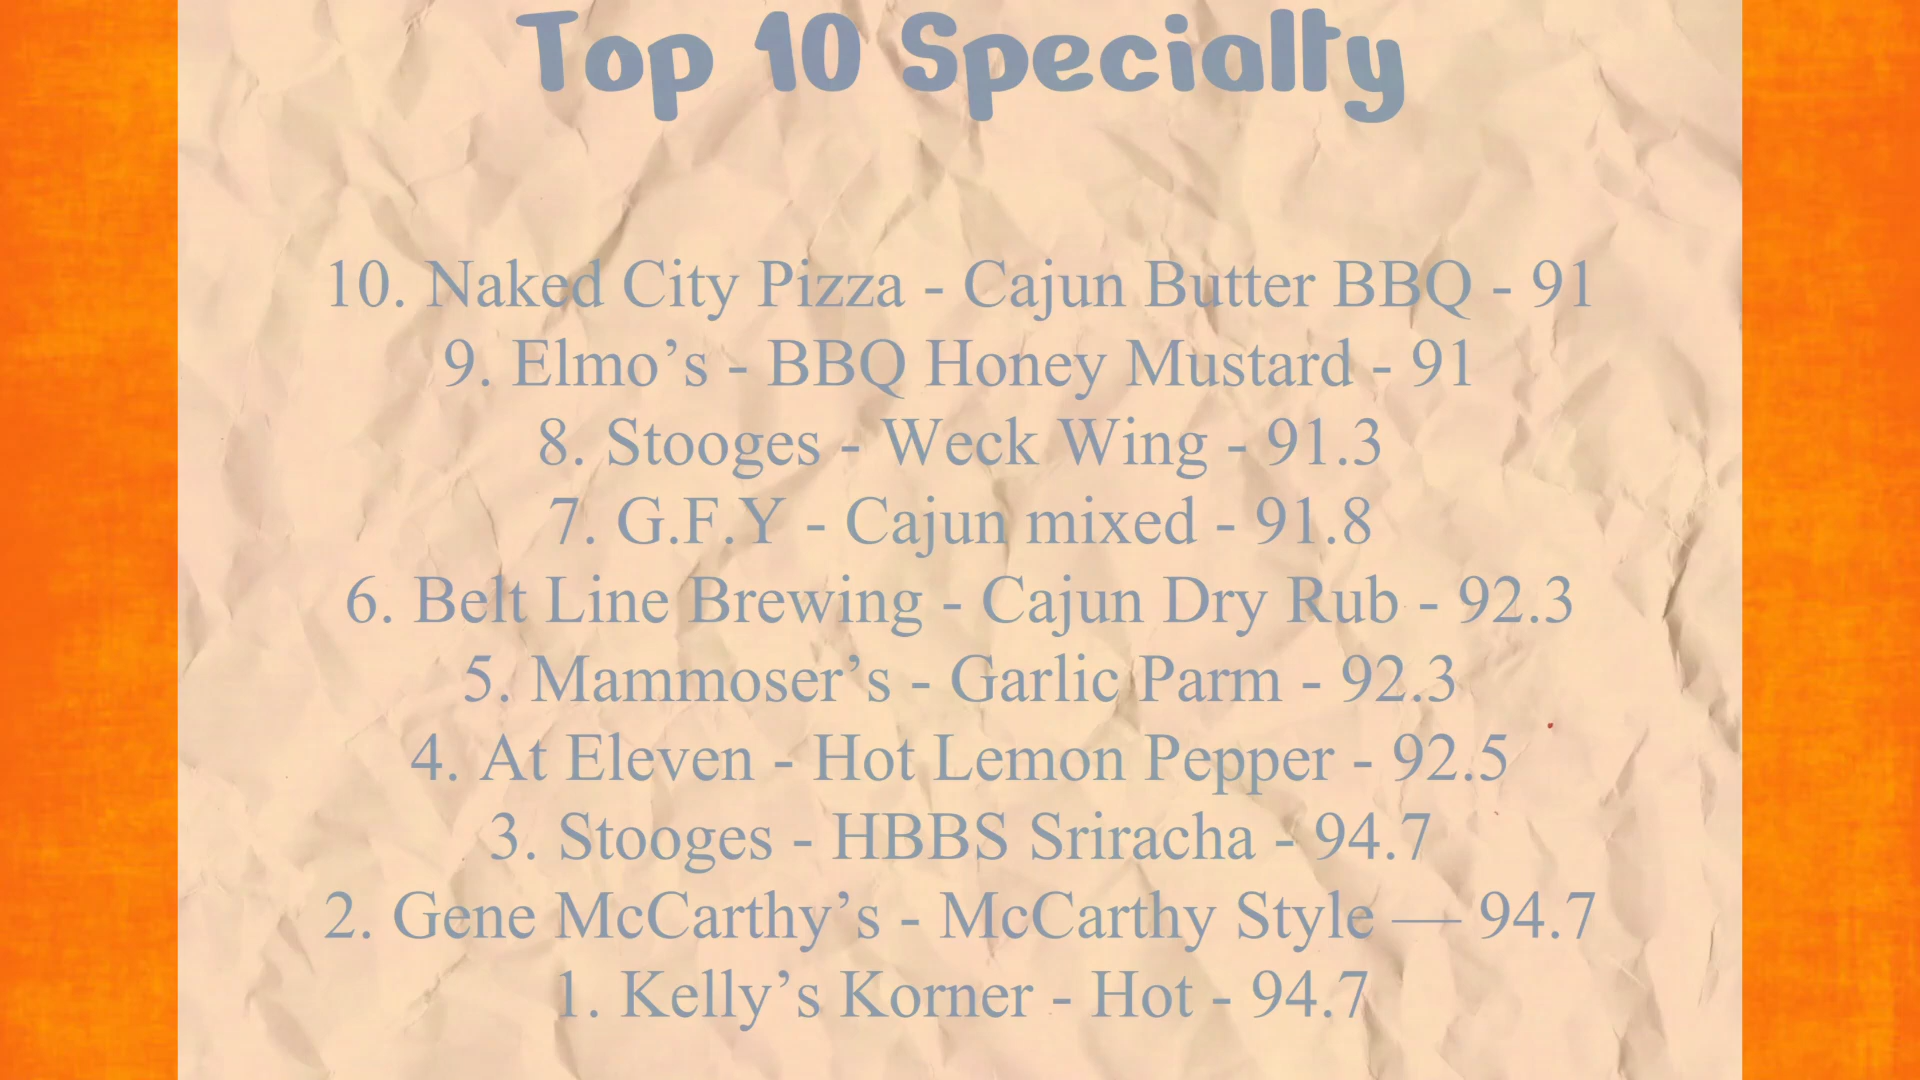 Top 10 Specialty
10. Naked City Pizza - Cajun Butter BBQ - 91
9. Elmo’s - BBQ Honey Mustard - 91
8. Stooges - Weck Wing - 91.3
7. G.F.Y - Cajun mixed - 91.8
6. Belt Line Brewing - Cajun Dry Rub - 92.3
5. Mammoser’s - Garlic Parm - 92.3
4. At Eleven - Hot Lemon Pepper - 92.5
3. Stooges - HBBS Sriracha - 94.7
2. Gene McCarthy’s - McCarthy Style — 94.7
1. Kelly’s Korner - Hot - 94.7